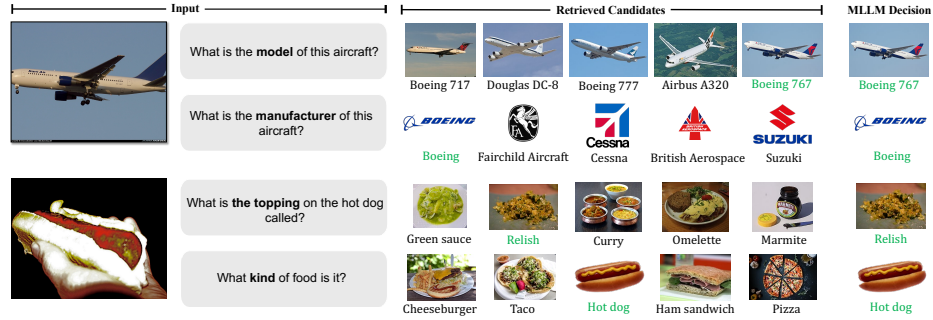 Input
Retrieved Candidates
MLLM Decision
What is the model of this aircraft?
Boeing 717
Douglas DC-8
Boeing 777
Airbus A320
Boeing 767
Boeing 767
What is the manufacturer of this
aircraft?
BOEING
FA
Cessna
SUZUKI
BOEING
Boeing
Fairchild Aircraft
Cessna
British Aerospace
Suzuki
Boeing
What is the topping on the hot dog
called?
Green sauce
Relish
Curry
Omelette
Marmite
Relish
What kind of food is it?
Cheeseburger
Taco
Hot dog
Ham sandwich
Pizza
Hot dog